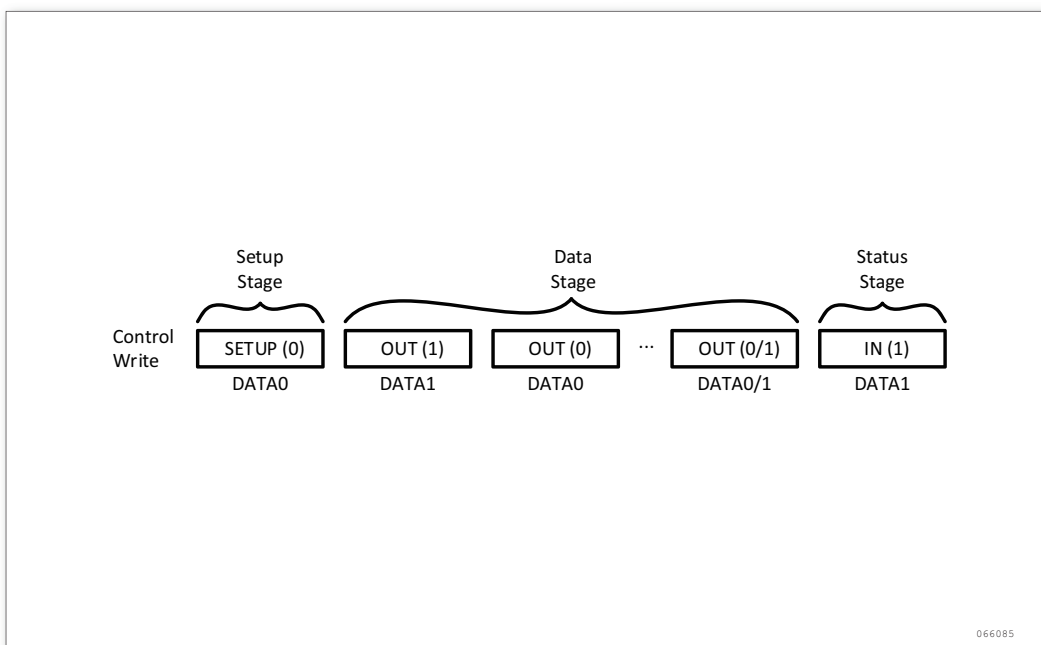 Setup
Stage
Data
Stage
Status
Stage
Control
Write
SETUP (0)
OUT (1)
OUT (0)
...
OUT (0/1)
IN (1)
DATA0
DATA1
DATA0
DATA0/1
DATA1
066085